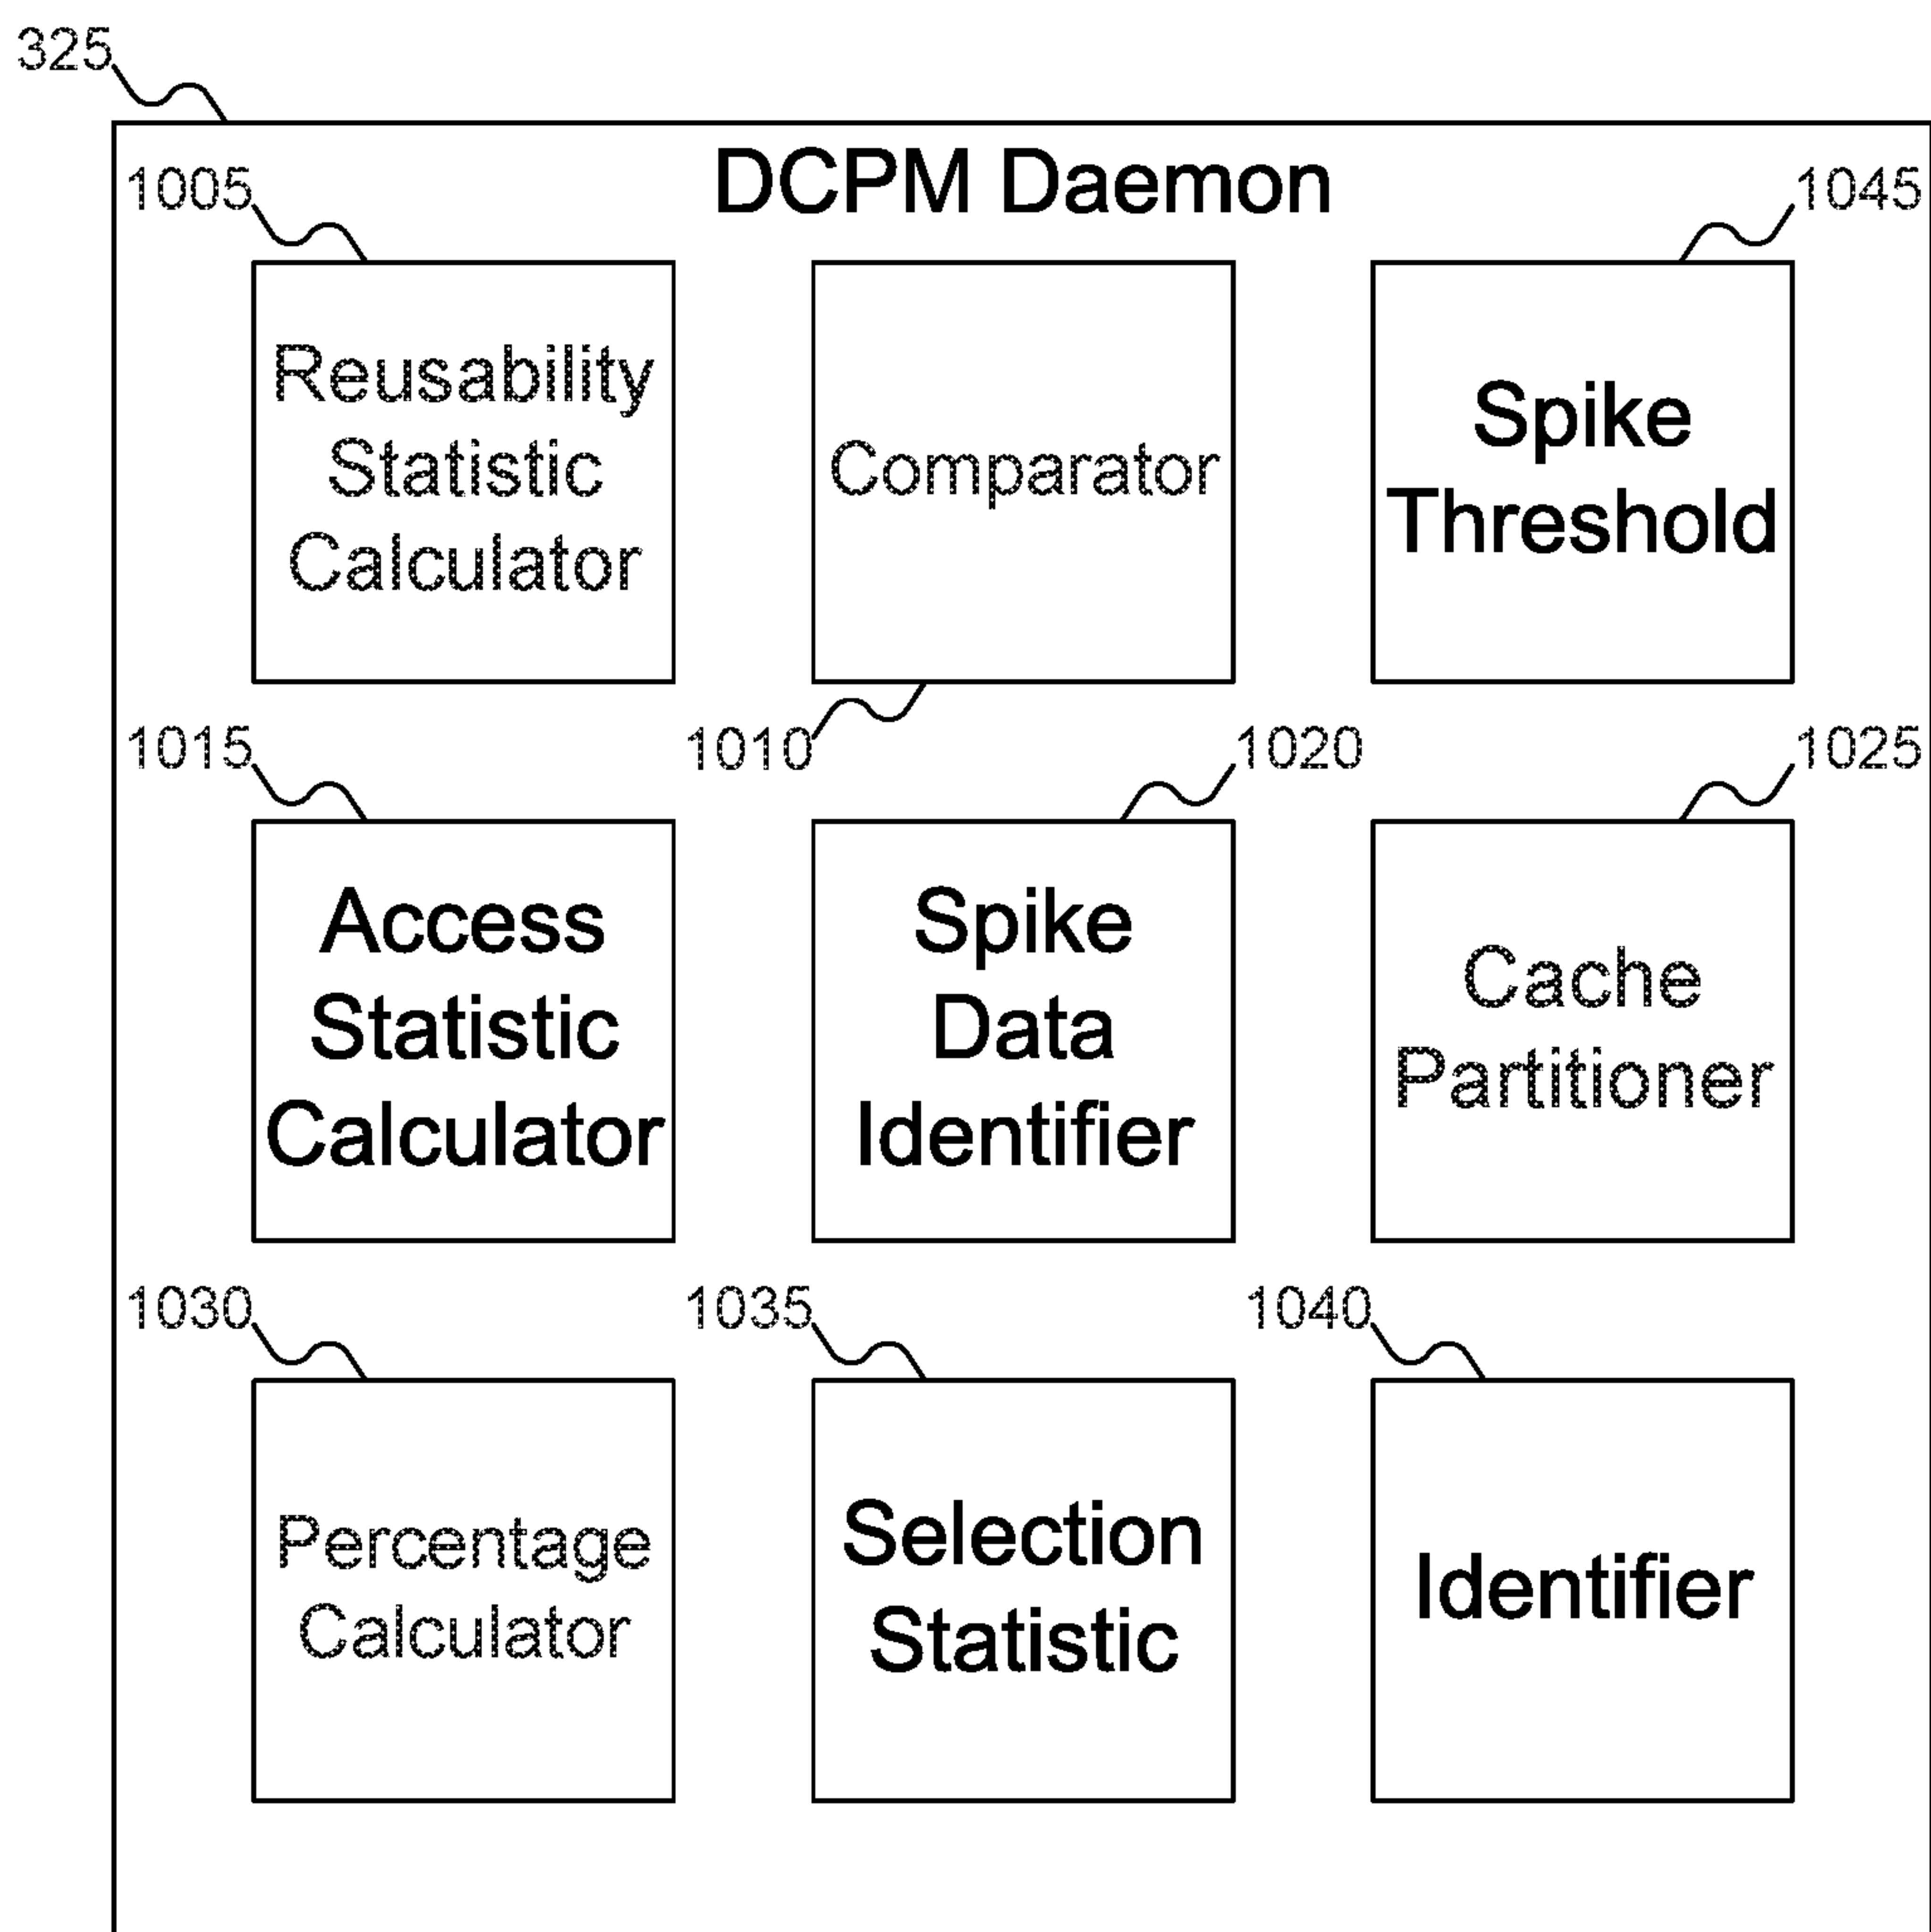 325
DCPM Daemon
1005
1045
Reusability
Statistic
Calculator
Comparator
Spike
Threshold
1015
1010
1020
1025
Access
Statistic
Calculator
Spike
Data
Identifier
Cache
Partitioner
1030
1035
1040
Percentage
Calculator
Selection
Statistic
Identifier